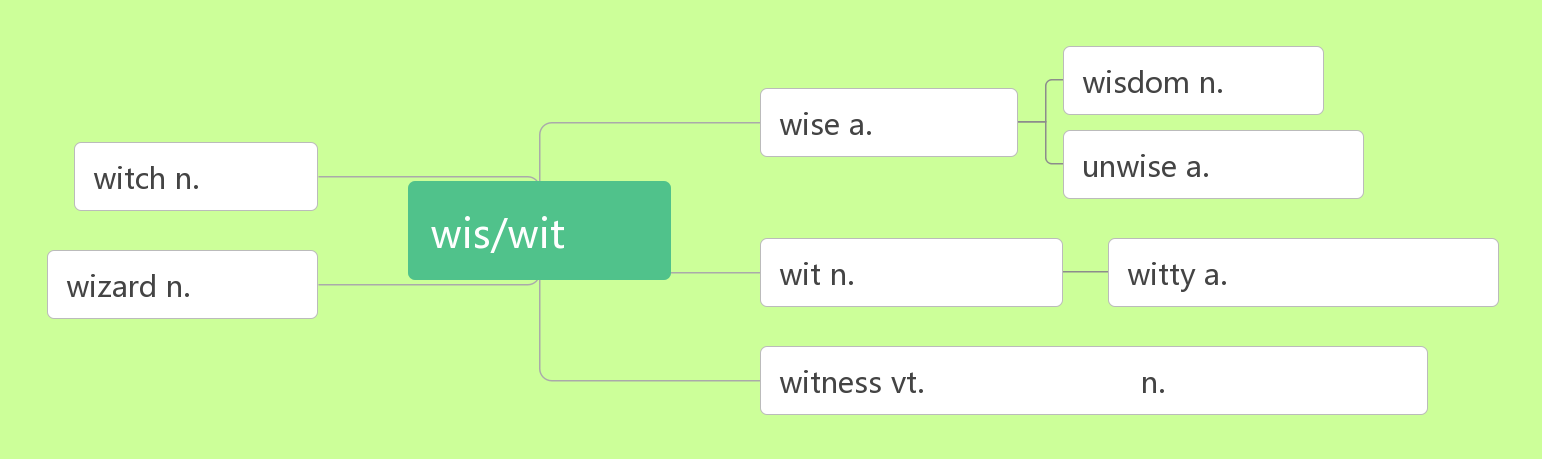 wis/wit
wise a.
wisdom n.
unwise a.
wit n.
witty a.
witness vt. n.
witch n.
wizard n.